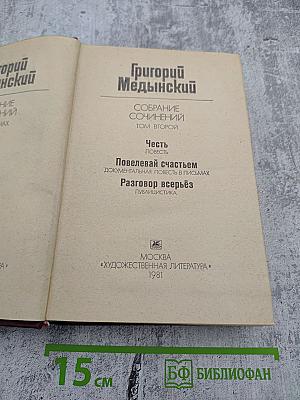 Григорий
Медынский
СОБРАНИЕ
СОЧИНЕНИЙ
ТОМ ВТОРОЙ
Честь
ПОВЕСТЬ
Повелевай счастьем
ДОКУМЕНТАЛЬНАЯ ПОВЕСТЬ В ПИСЬМАХ
Разговор всерьёз
ПУБЛИЦИСТИКА
МОСКВА
«ХУДОЖЕСТВЕННАЯ ЛИТЕРАТУРА»
1981
15 см
БФ БИБЛИОФАН